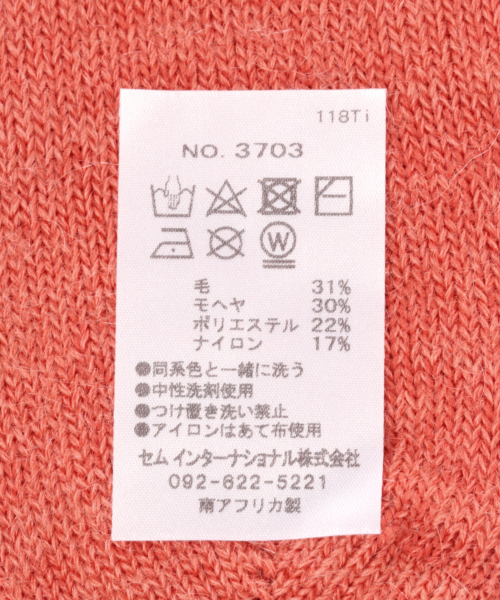 118Ti
NO. 3703
W
毛 31%
モヘヤ 30%
ポリエステル 22%
ナイロン 17%
●同系色と一緒に洗う
●中性洗剤使用
●つけ置き洗い禁止
●アイロンはあて布使用
セム インターナショナル株式会社
092-622-5221
南アフリカ製